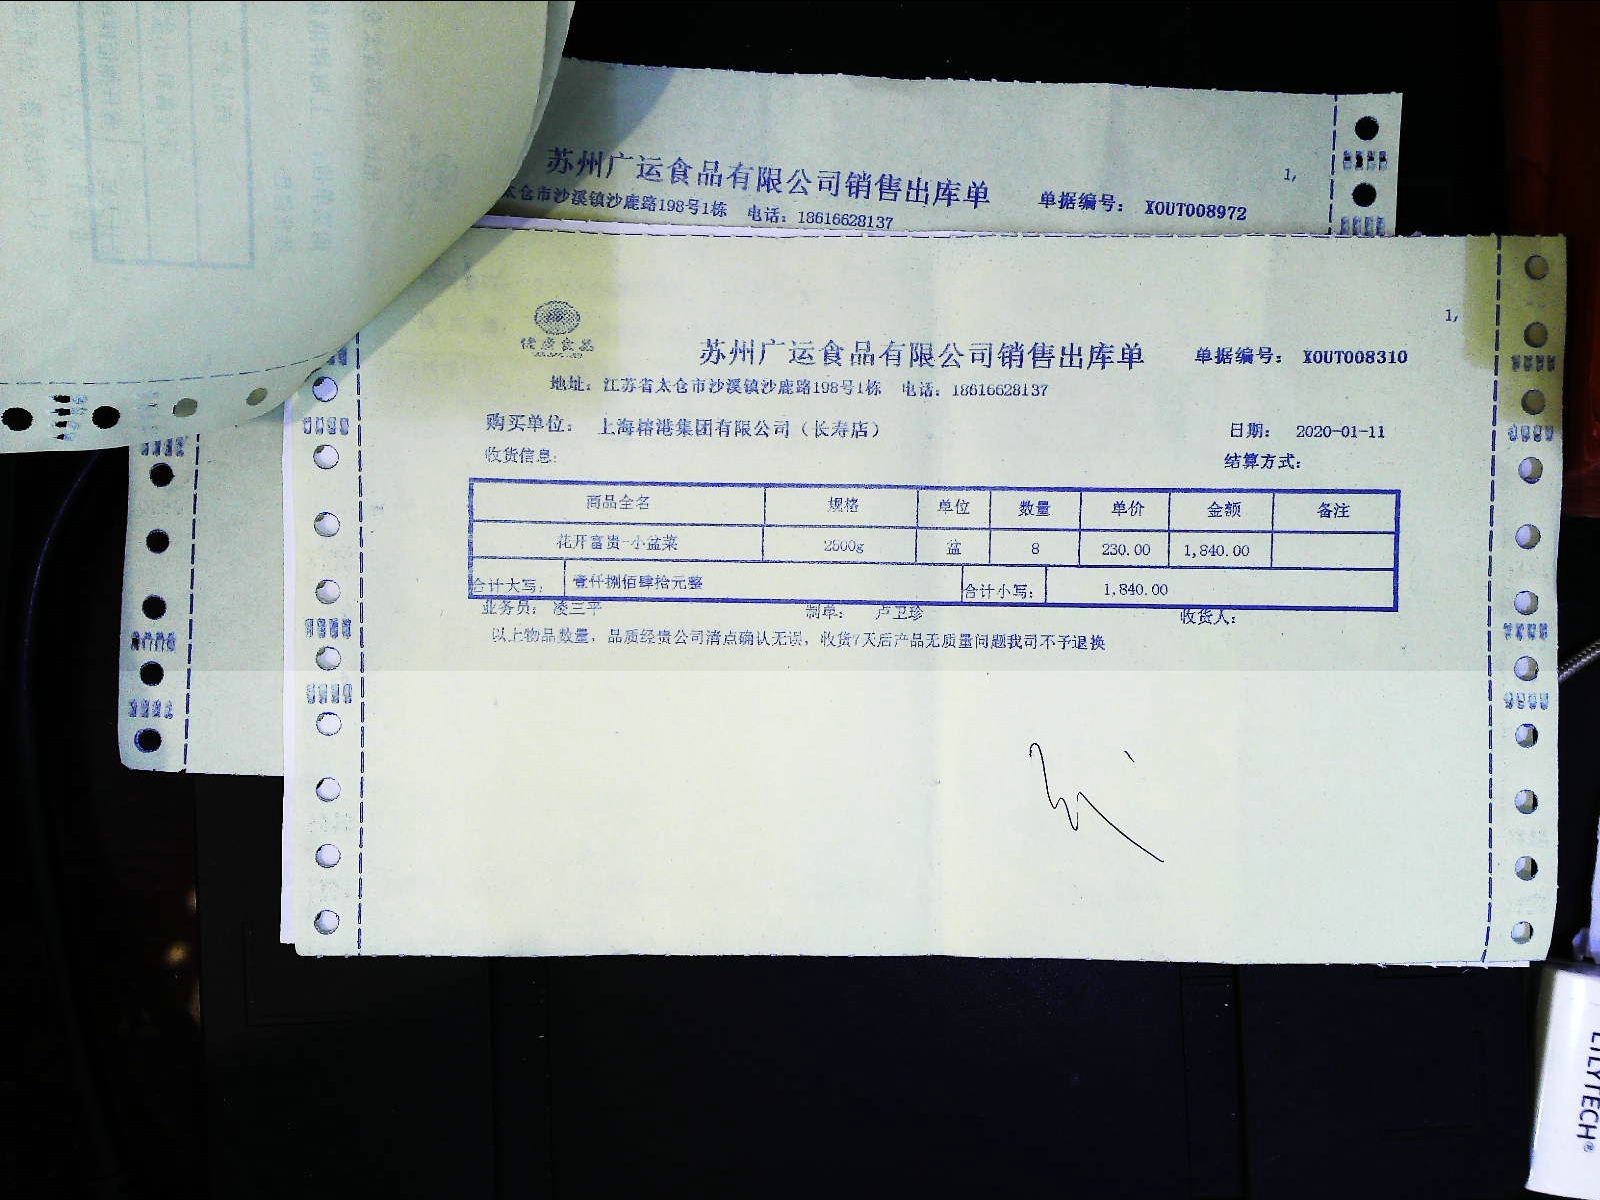 苏州广运食品有限公司销售出库单 单据编号： XOUT008972
太仓市沙溪镇沙鹿路198号1栋 电话：18616628137
1,
1,
苏州广运食品有限公司销售出库单 单据编号： XOUT008310
地址：江苏省太仓市沙溪镇沙鹿路198号1栋 电话：18616628137
购买单位： 上海榕港集团有限公司（长寿店） 日期： 2020-01-11
收货信息： 结算方式：
商品全名 规格 单位 数量 单价 金额 备注
花开富贵-小盆菜 2500g 盆 8 230.00 1,840.00
合计大写： 壹仟捌佰肆拾元整 合计小写： 1,840.00
业务员： 凌三平 制单： 卢卫珍 收货人：
以上物品数量，品质经贵公司清点确认无误，收货7天后产品无质量问题我司不予退换
LILYTECH®